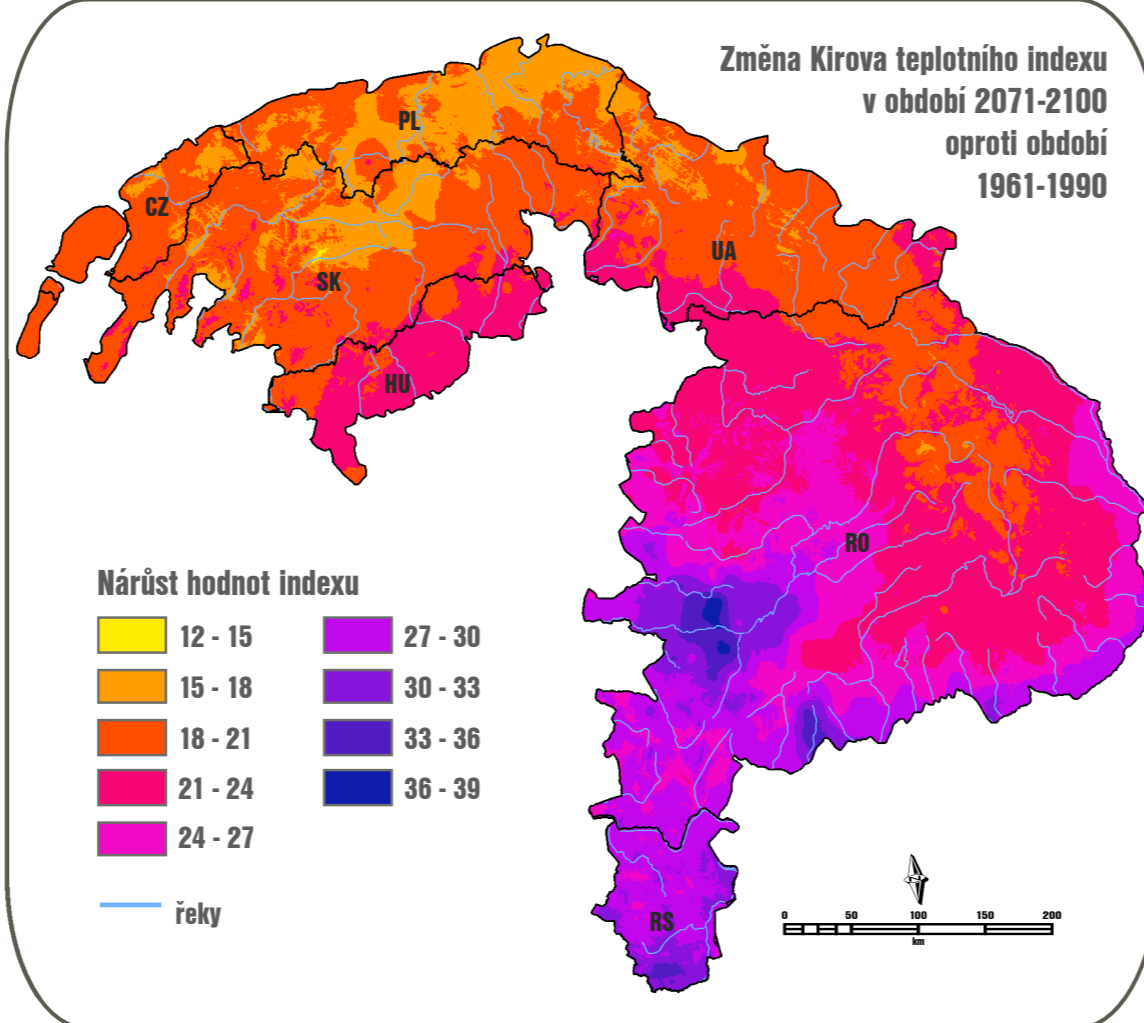 Změna Kirova teplotního indexu
v období 2071-2100
oproti období
1961-1990
PL
CZ
SK
UA
HU
RO
RS
Nárůst hodnot indexu
12 - 15
15 - 18
18 - 21
21 - 24
24 - 27
27 - 30
30 - 33
33 - 36
36 - 39
řeky
0 50 100 150 200
km